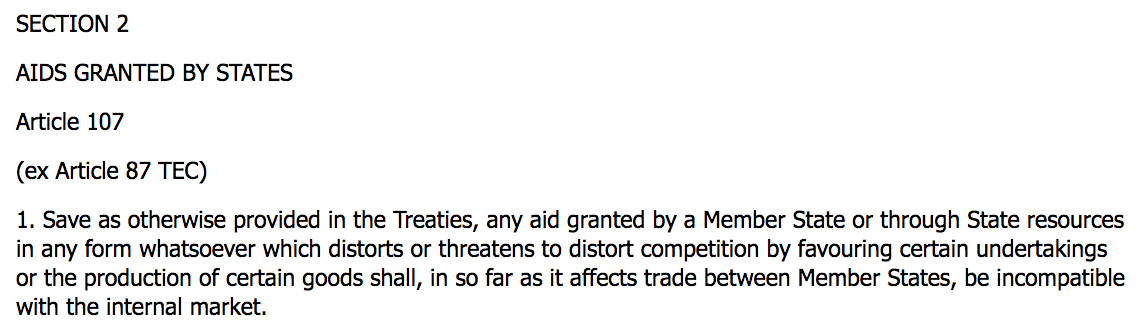 SECTION 2
AIDS GRANTED BY STATES
Article 107
(ex Article 87 TEC)
1. Save as otherwise provided in the Treaties, any aid granted by a Member State or through State resources
in any form whatsoever which distorts or threatens to distort competition by favouring certain undertakings
or the production of certain goods shall, in so far as it affects trade between Member States, be incompatible
with the internal market.